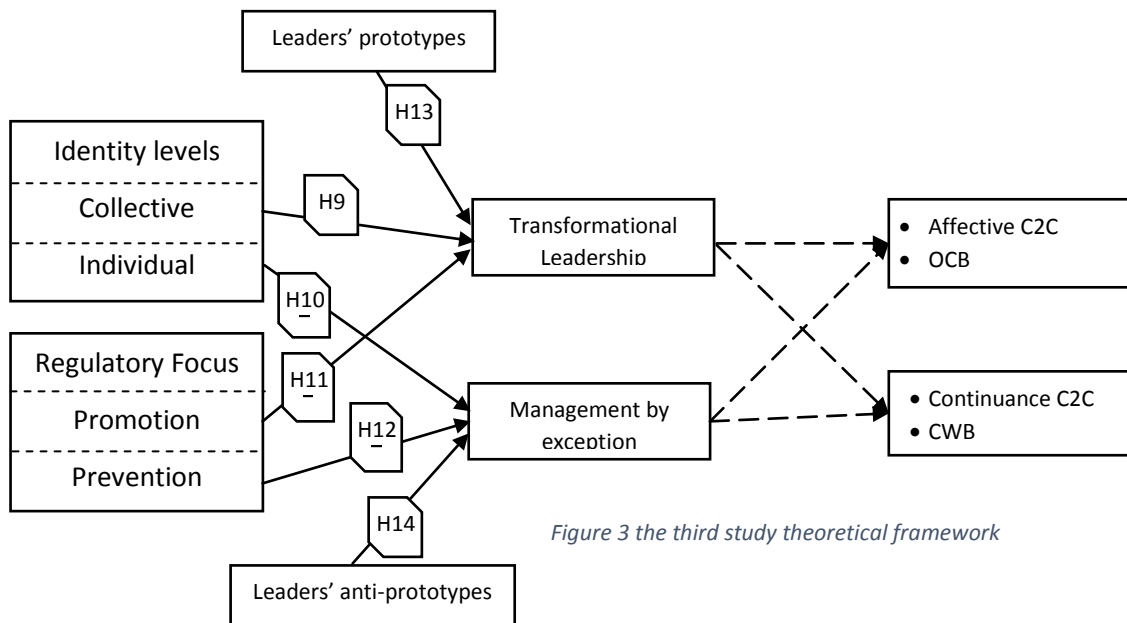 Leaders' prototypes
H13
Identity levels
Collective
Individual
H9
H10
–
Regulatory Focus
Promotion
Prevention
H11
–
H12
–
H14
Leaders' anti-prototypes
Transformational
Leadership
Management by
exception
• Affective C2C
• OCB
• Continuance C2C
• CWB
Figure 3 the third study theoretical framework